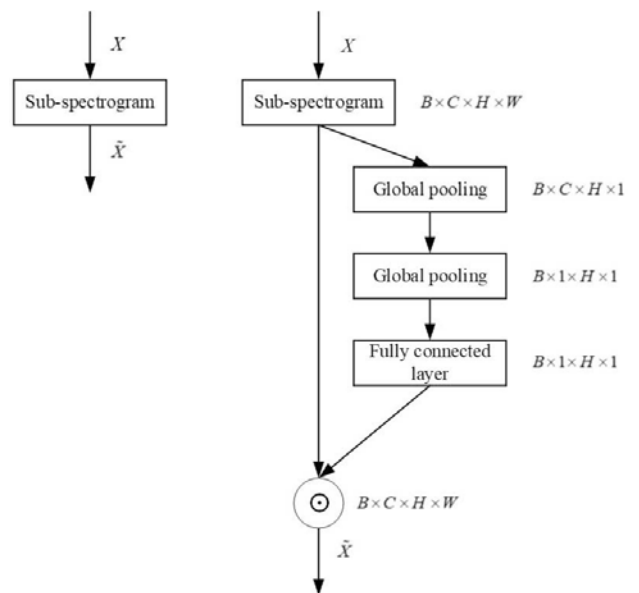 X
Sub-spectrogram
X̃
X
Sub-spectrogram
B×C×H×W
Global pooling
B×C×H×1
Global pooling
B×1×H×1
Fully connected
layer
B×1×H×1
⊙
B×C×H×W
X̃